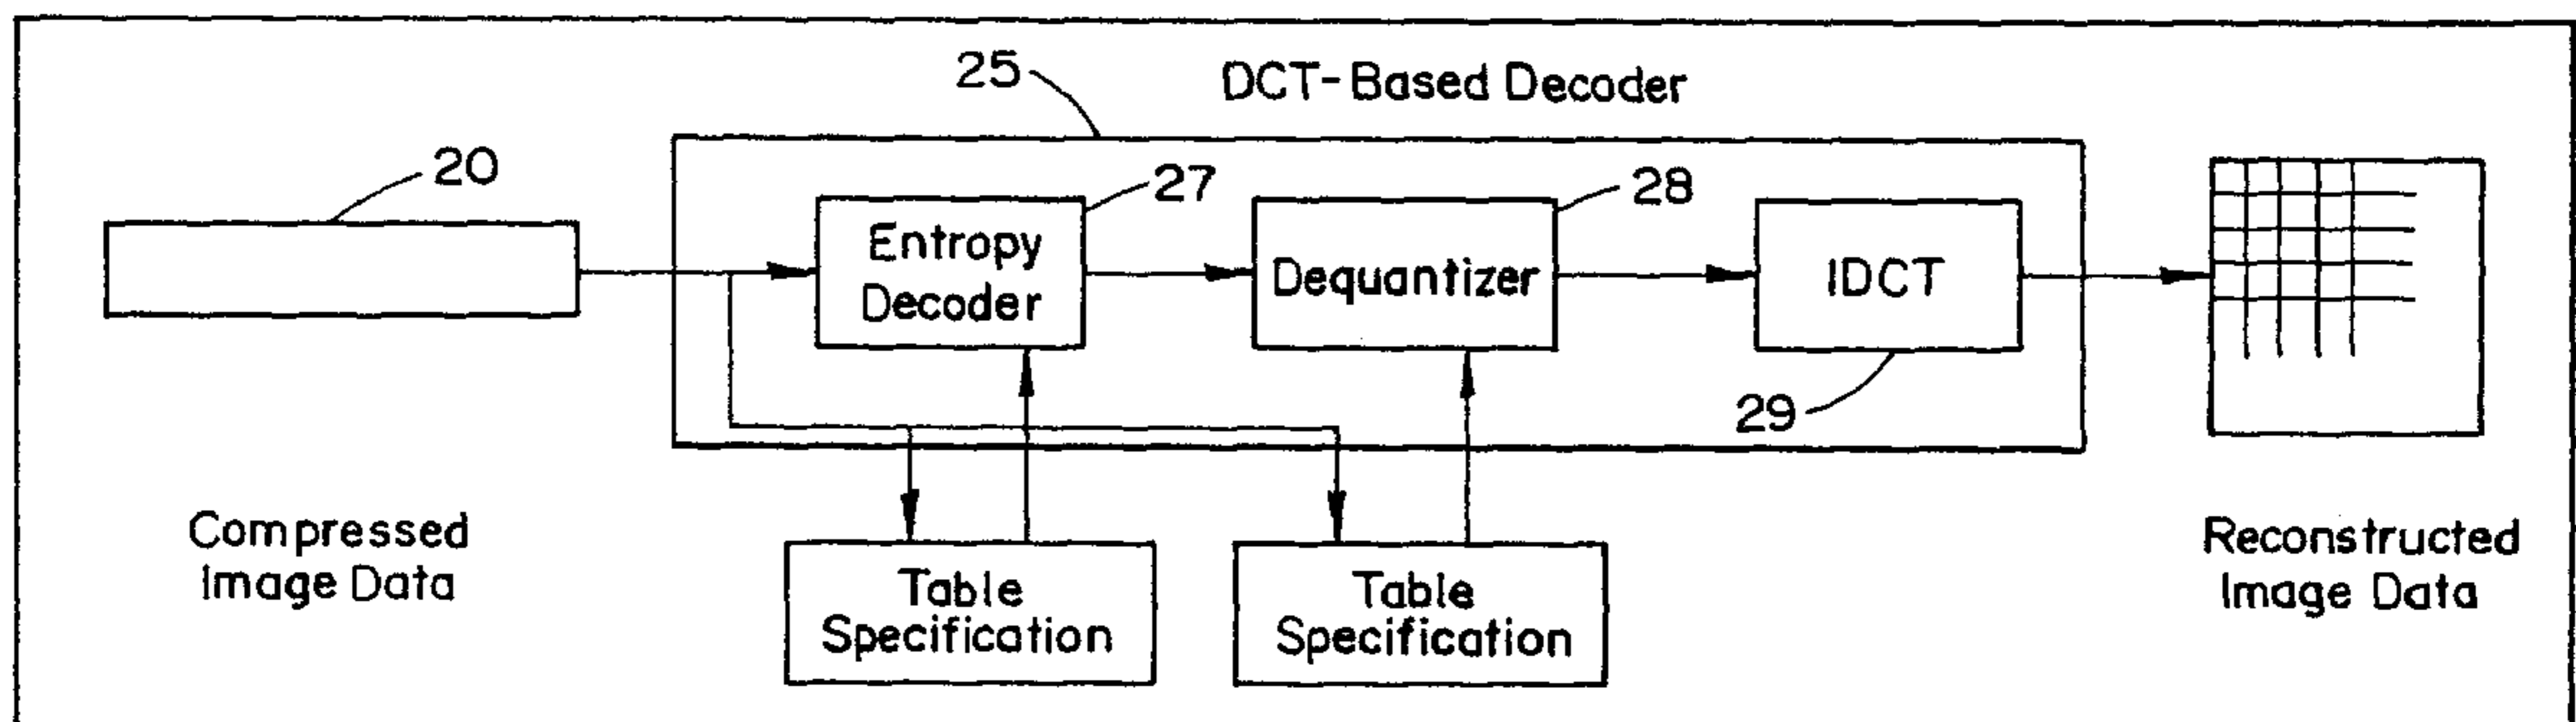 25
DCT-Based Decoder
20
27
28
Entropy
Decoder
Dequantizer
IDCT
29
Compressed
Image Data
Table
Specification
Table
Specification
Reconstructed
Image Data